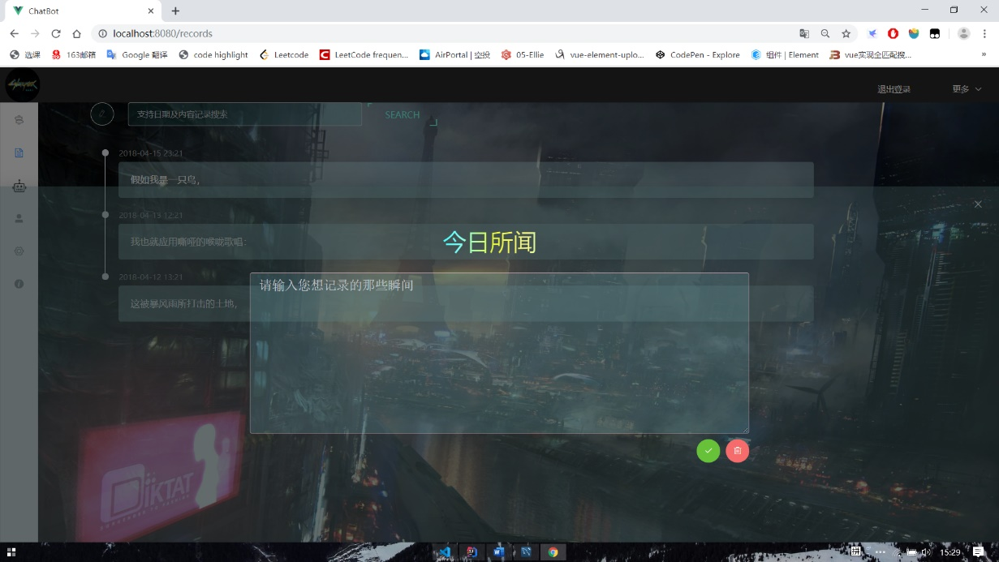 ChatBot
localhost:8080/records
选课
163邮箱
Google 翻译
code highlight
Leetcode
LeetCode frequen...
AirPortal | 空投
05-Ellie
vue-element-uplo...
CodePen - Explore
组件 | Element
vue实现全匹配搜...
»
退出登录
更多
支持日期及内容记录搜索
SEARCH
2018-04-15 23:21
假如我是一只鸟,
2018-04-13 12:21
我也就应用嘶哑的喉咙歌唱:
今日所闻
2018-04-12 13:21
请输入您想记录的那些瞬间
这被暴风雨所打击的土地,
DIKTAT
拼
15:29